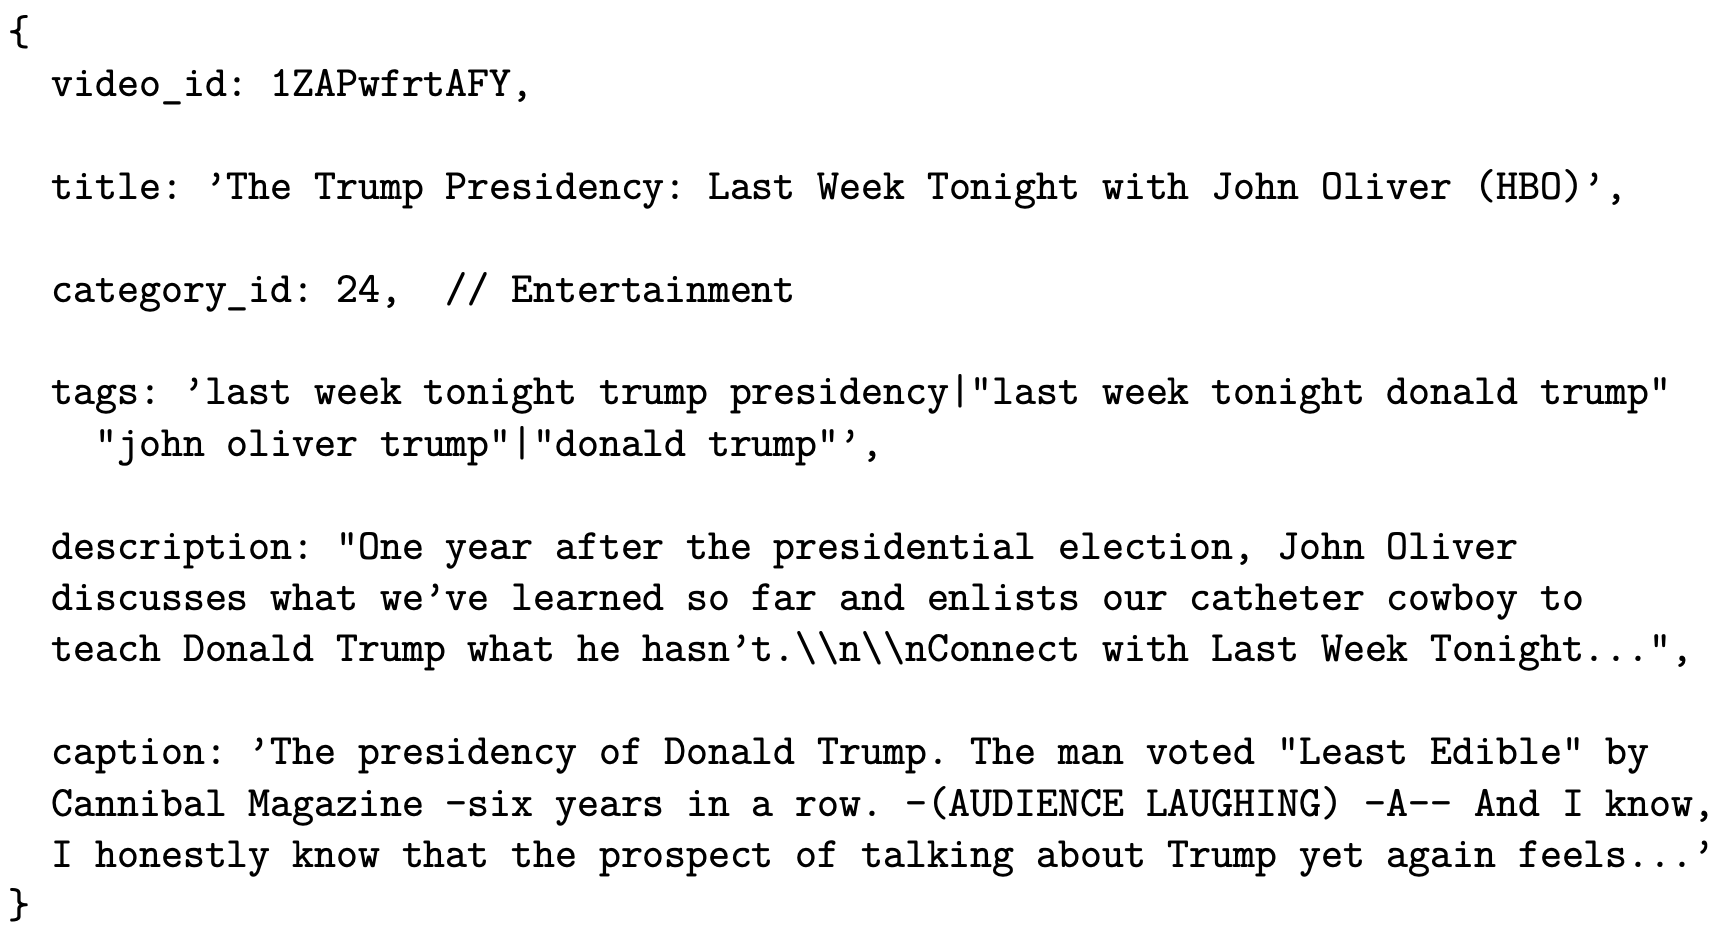 {
video_id: 1ZAPwfrtAFY,
title: ’The Trump Presidency: Last Week Tonight with John Oliver (HBO)’,
category_id: 24,  // Entertainment
tags: ’last week tonight trump presidency|"last week tonight donald trump"
"john oliver trump"|"donald trump"’,
description: "One year after the presidential election, John Oliver
discusses what we’ve learned so far and enlists our catheter cowboy to
teach Donald Trump what he hasn’t.\\n\\nConnect with Last Week Tonight...",
caption: ’The presidency of Donald Trump. The man voted "Least Edible" by
Cannibal Magazine -six years in a row. -(AUDIENCE LAUGHING) -A-- And I know,
I honestly know that the prospect of talking about Trump yet again feels...’
}